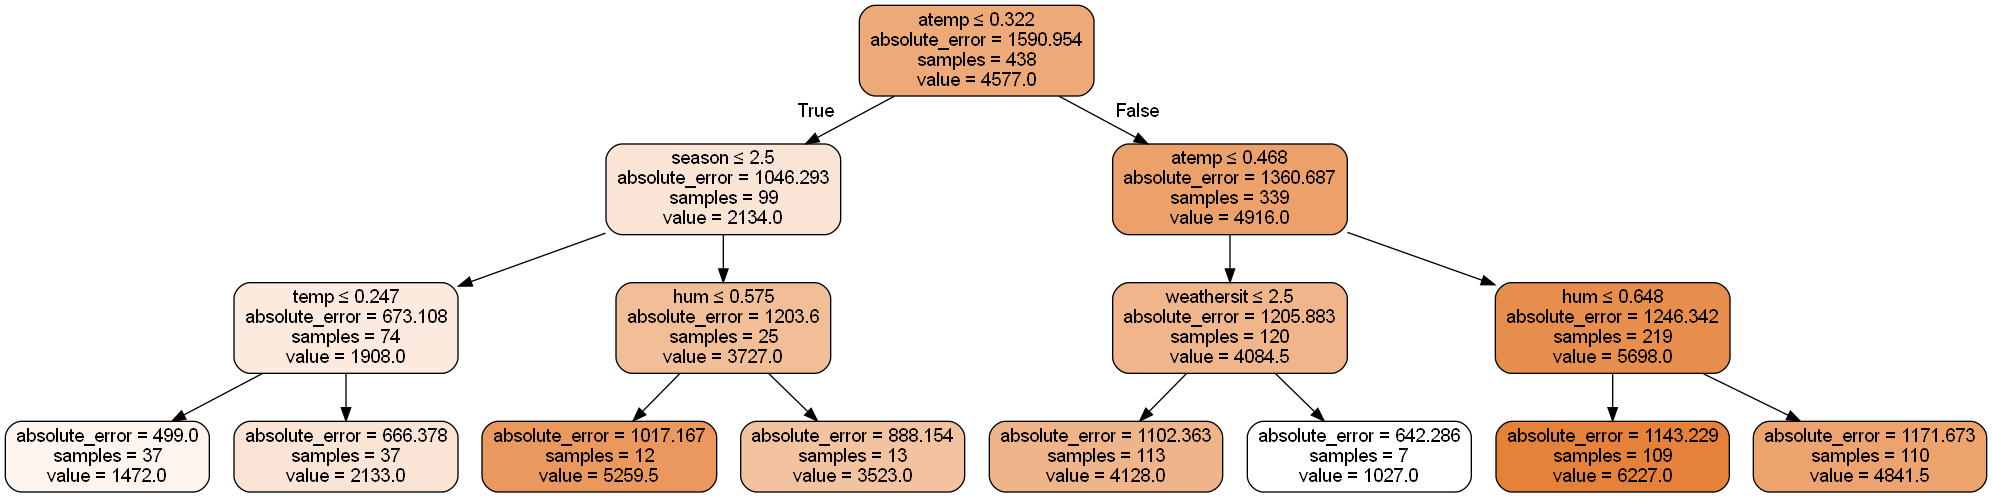 atemp ≤ 0.322
absolute_error = 1590.954
samples = 438
value = 4577.0
True
False
season ≤ 2.5
absolute_error = 1046.293
samples = 99
value = 2134.0
atemp ≤ 0.468
absolute_error = 1360.687
samples = 339
value = 4916.0
temp ≤ 0.247
absolute_error = 673.108
samples = 74
value = 1908.0
hum ≤ 0.575
absolute_error = 1203.6
samples = 25
value = 3727.0
weathersit ≤ 2.5
absolute_error = 1205.883
samples = 120
value = 4084.5
hum ≤ 0.648
absolute_error = 1246.342
samples = 219
value = 5698.0
absolute_error = 499.0
samples = 37
value = 1472.0
absolute_error = 666.378
samples = 37
value = 2133.0
absolute_error = 1017.167
samples = 12
value = 5259.5
absolute_error = 888.154
samples = 13
value = 3523.0
absolute_error = 1102.363
samples = 113
value = 4128.0
absolute_error = 642.286
samples = 7
value = 1027.0
absolute_error = 1143.229
samples = 109
value = 6227.0
absolute_error = 1171.673
samples = 110
value = 4841.5